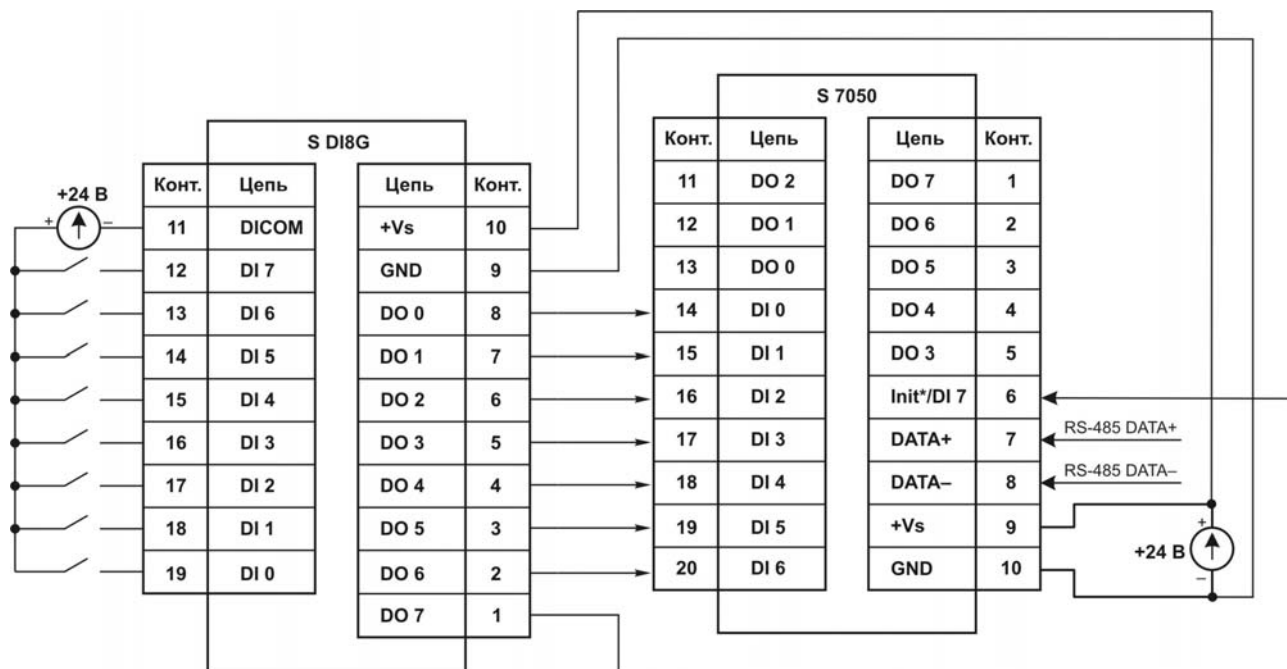 S DI8G
Конт. Цепь Цепь Конт.
+24 В
+ –
11 DICOM +Vs 10
12 DI 7 GND 9
13 DI 6 DO 0 8
14 DI 5 DO 1 7
15 DI 4 DO 2 6
16 DI 3 DO 3 5
17 DI 2 DO 4 4
18 DI 1 DO 5 3
19 DI 0 DO 6 2
DO 7 1
S 7050
Конт. Цепь Цепь Конт.
11 DO 2 DO 7 1
12 DO 1 DO 6 2
13 DO 0 DO 5 3
14 DI 0 DO 4 4
15 DI 1 DO 3 5
16 DI 2 Init*/DI 7 6
17 DI 3 DATA+ 7 RS-485 DATA+
18 DI 4 DATA– 8 RS-485 DATA–
19 DI 5 +Vs 9
20 DI 6 GND 10
+
+24 В
–